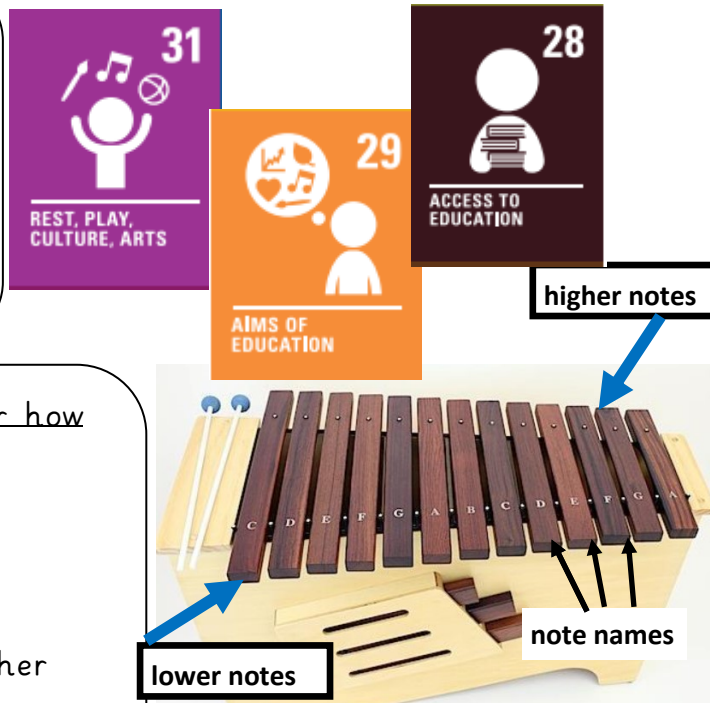 31
REST, PLAY,
CULTURE, ARTS
29
AIMS OF
EDUCATION
28
ACCESS TO
EDUCATION
higher notes
how
C D E F G A B C D E F G A
note names
lower notes